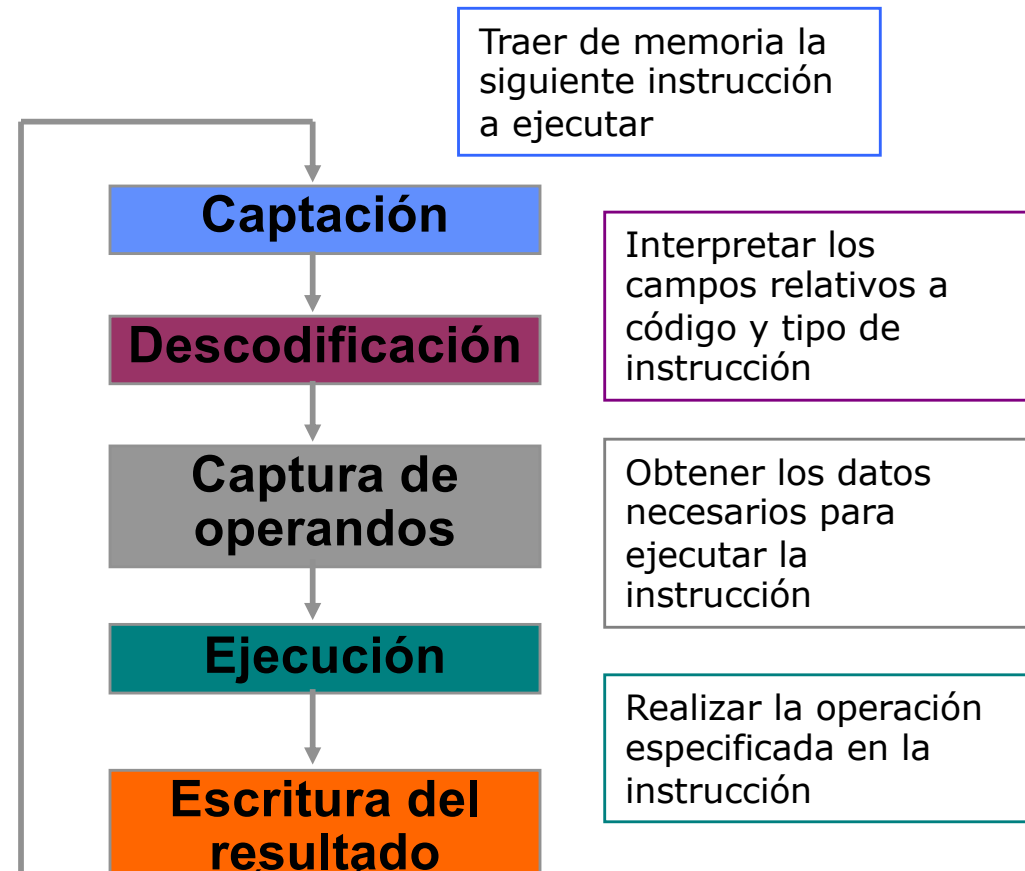 Traer de memoria la
siguiente instrucción
a ejecutar
Captación
Interpretar los
campos relativos a
código y tipo de
instrucción
Descodificación
Captura de
operandos
Obtener los datos
necesarios para
ejecutar la
instrucción
Ejecución
Realizar la operación
especificada en la
instrucción
Escritura del
resultado